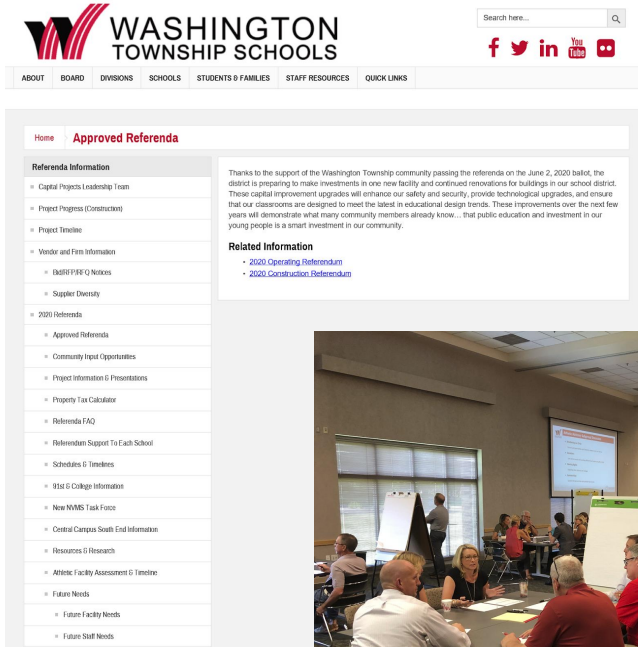 WASHINGTON
TOWNSHIP SCHOOLS
Search here...
You
Tube
ABOUT BOARD DIVISIONS SCHOOLS STUDENTS & FAMILIES STAFF RESOURCES QUICK LINKS
Home Approved Referenda
Referenda Information
Capital Projects Leadership Team
Project Progress (Construction)
Project Timeline
Vendor and Firm Information
Bid/RFP/RFQ Notices
Supplier Diversity
2020 Referenda
Approved Referenda
Community Input Opportunities
Project Information & Presentations
Property Tax Calculator
Referenda FAQ
Referendum Support To Each School
Schedules & Timelines
91st & College Information
New NVMS Task Force
Central Campus South End Information
Resources & Research
Athletic Facility Assessment & Timeline
Future Needs
Future Facility Needs
Future Staff Needs
Thanks to the support of the Washington Township community passing the referenda on the June 2, 2020 ballot, the
district is preparing to make investments in one new facility and continued renovations for buildings in our school district.
These capital improvement upgrades will enhance our safety and security, provide technological upgrades, and ensure
that our classrooms are designed to meet the latest in educational design trends. These improvements over the next few
years will demonstrate what many community members already know… that public education and investment in our
young people is a smart investment in our community.
Related Information
2020 Operating Referendum
2020 Construction Referendum